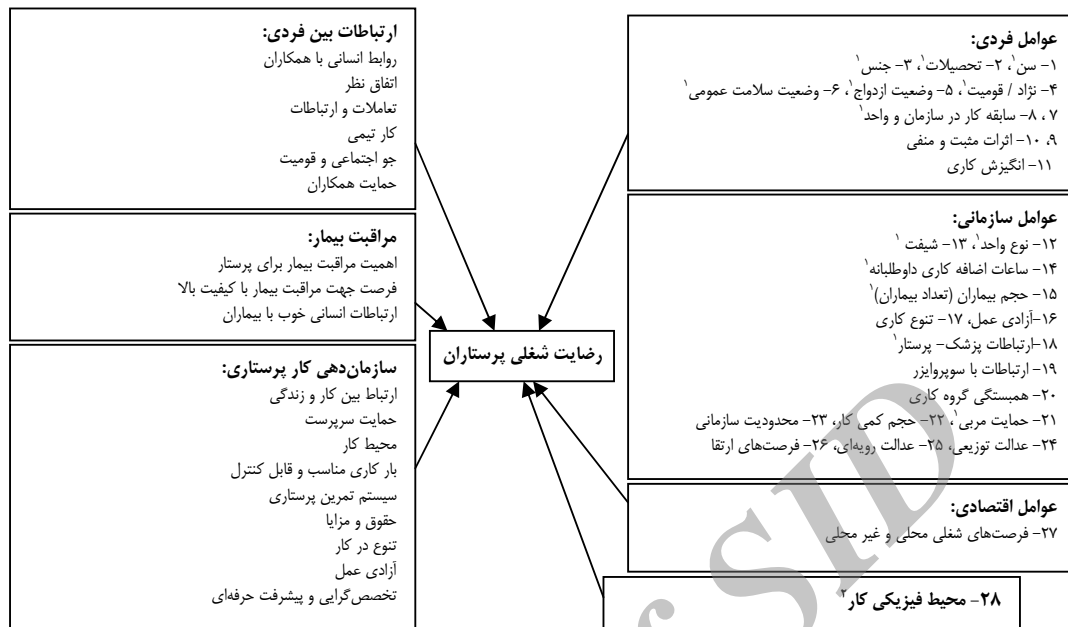 عوامل فردی:
۱- سن۱، ۲- تحصیلات۱، ۳- جنس۱
۴- نژاد / قومیت۱، ۵- وضعیت ازدواج۱، ۶- وضعیت سلامت عمومی۱
۷، ۸- سابقه کار در سازمان و واحد۱
۹، ۱۰- اثرات مثبت و منفی
۱۱- انگیزش کاری
عوامل سازمانی:
۱۲- نوع واحد۱، ۱۳- شیفت ۱
۱۴- ساعات اضافه کاری داوطلبانه۱
۱۵- حجم بیماران (تعداد بیماران)۱
۱۶-آزادی عمل، ۱۷- تنوع کاری
۱۸-ارتباطات پزشک- پرستار۱
۱۹- ارتباطات با سوپروایزر
۲۰- همبستگی گروه کاری
۲۱- حمایت مربی۱، ۲۲- حجم کمی کار، ۲۳- محدودیت سازمانی
۲۴- عدالت توزیعی، ۲۵- عدالت رویه‌ای، ۲۶- فرصت‌های ارتقا
عوامل اقتصادی:
۲۷- فرصت‌های شغلی محلی و غیر محلی
۲۸- محیط فیزیکی کار۲
رضایت شغلی پرستاران
ارتباطات بین فردی:
روابط انسانی با همکاران
اتفاق نظر
تعاملات و ارتباطات
کار تیمی
جو اجتماعی و قومیت
حمایت همکاران
مراقبت بیمار:
اهمیت مراقبت بیمار برای پرستار
فرصت جهت مراقبت بیمار با کیفیت بالا
ارتباطات انسانی خوب با بیماران
سازمان‌دهی کار پرستاری:
ارتباط بین کار و زندگی
حمایت سرپرست
محیط کار
بار کاری مناسب و قابل کنترل
سیستم تمرین پرستاری
حقوق و مزایا
تنوع در کار
آزادی عمل
تخصص‌گرایی و پیشرفت حرفه‌ای
f SID